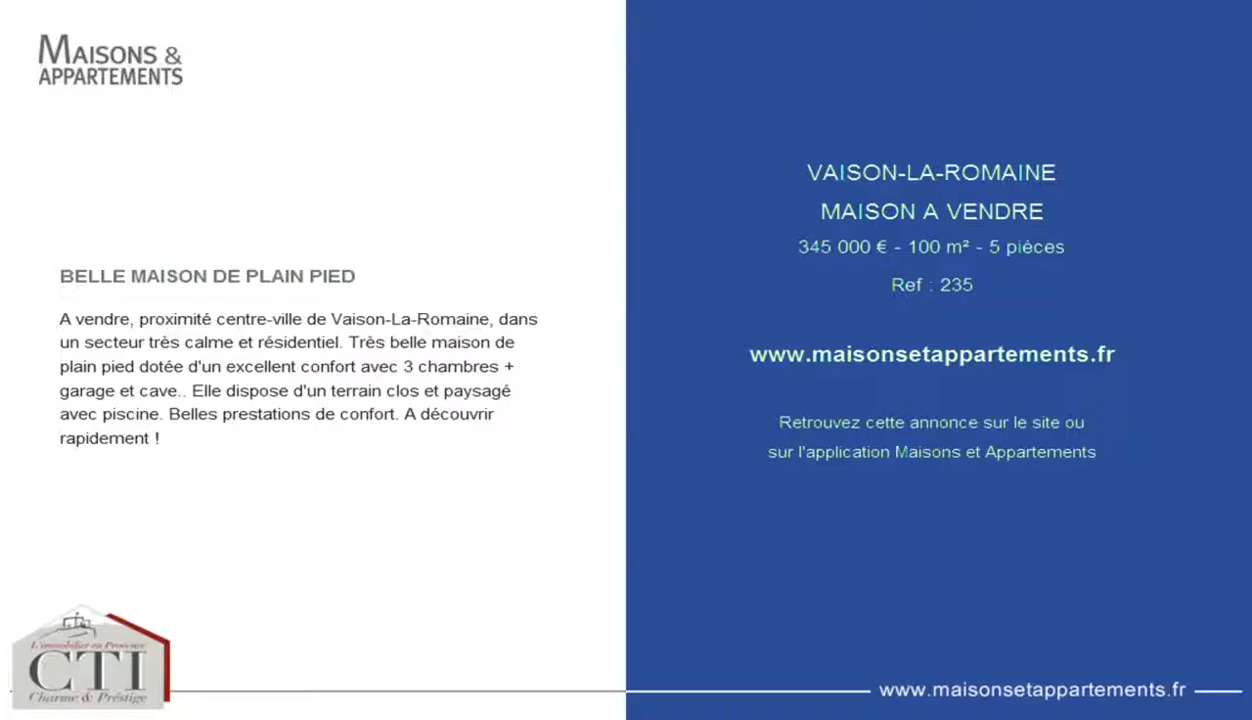 MAISONS &
APPARTEMENTS
BELLE MAISON DE PLAIN PIED
A vendre, proximité centre-ville de Vaison-La-Romaine, dans
un secteur très calme et résidentiel. Très belle maison de
plain pied dotée d'un excellent confort avec 3 chambres +
garage et cave.. Elle dispose d'un terrain clos et paysagé
avec piscine. Belles prestations de confort. A découvrir
rapidement !
L'immobilier en Provence
CTI
Charme & Préstige
VAISON-LA-ROMAINE
MAISON A VENDRE
345 000 € - 100 m² - 5 pièces
Ref : 235
www.maisonsetappartements.fr
Retrouvez cette annonce sur le site ou
sur l'application Maisons et Appartements
www.maisonsetappartements.fr